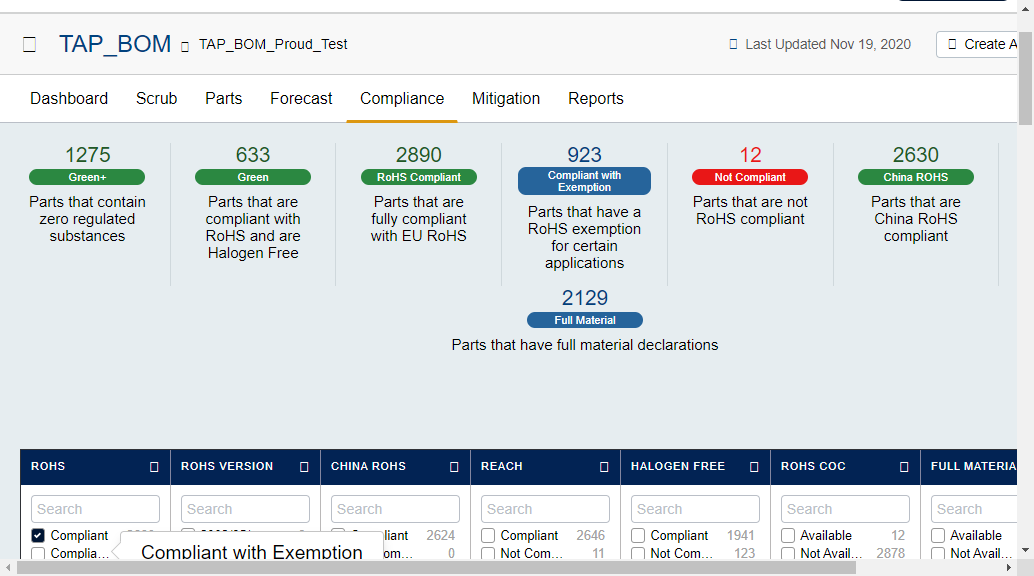 TAP_BOM TAP_BOM_Proud_Test Last Updated Nov 19, 2020 Create A
Dashboard Scrub Parts Forecast Compliance Mitigation Reports
1275
Green+
Parts that contain
zero regulated
substances
633
Green
Parts that are
compliant with
RoHS and are
Halogen Free
2890
RoHS Compliant
Parts that are
fully compliant
with EU RoHS
923
Compliant with
Exemption
Parts that have a
RoHS exemption
for certain
applications
12
Not Compliant
Parts that are not
RoHS compliant
2630
China ROHS
Parts that are
China RoHS
compliant
2129
Full Material
Parts that have full material declarations
ROHS ROHS VERSION CHINA ROHS REACH HALOGEN FREE ROHS COC FULL MATERIA
Search Search Search Search Search Search Search
Compliant liant 2624 Compliant 2646 Compliant 1941 Available 12 Available
Complia... om... 0 Not Com... 11 Not Com... 123 Not Avail... 2878 Not Avail...
Compliant with Exemption